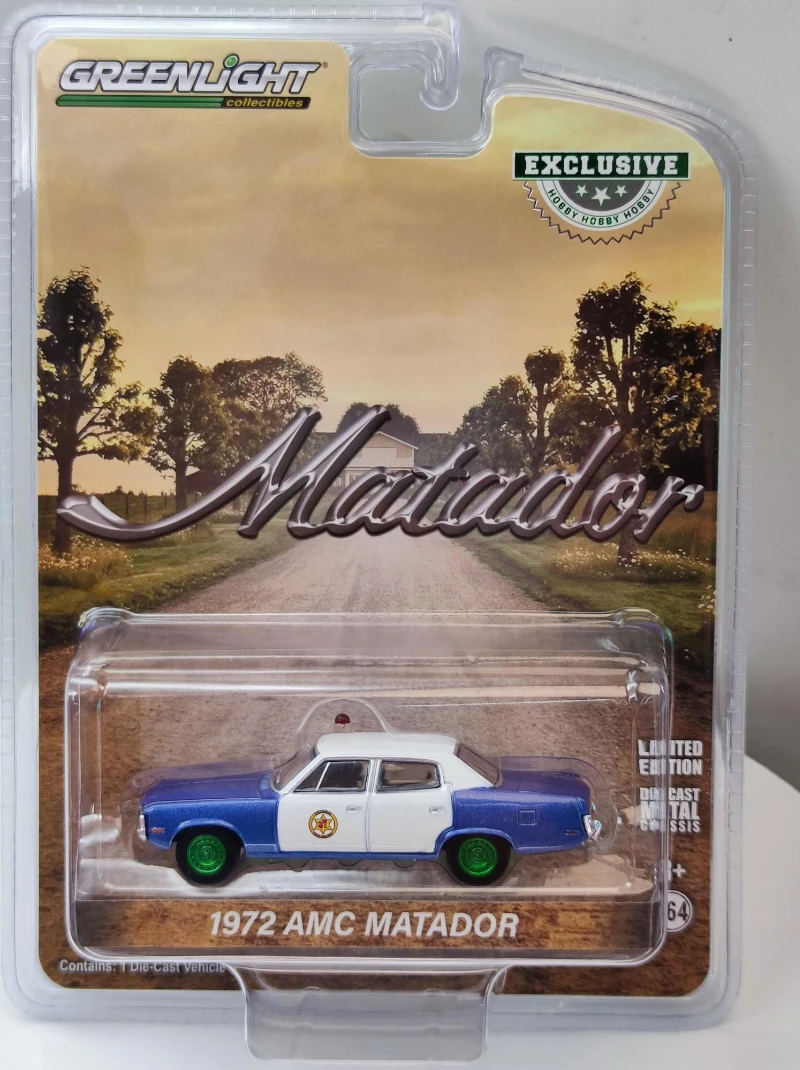 GREENLIGHT®
collectibles
EXCLUSIVE
HOBBY HOBBY HOBBY
Matador
LIMITED
EDITION
DIE-CAST
METAL
CHASSIS
1972 AMC MATADOR
64
Contains: 1 Die-Cast Vehicle